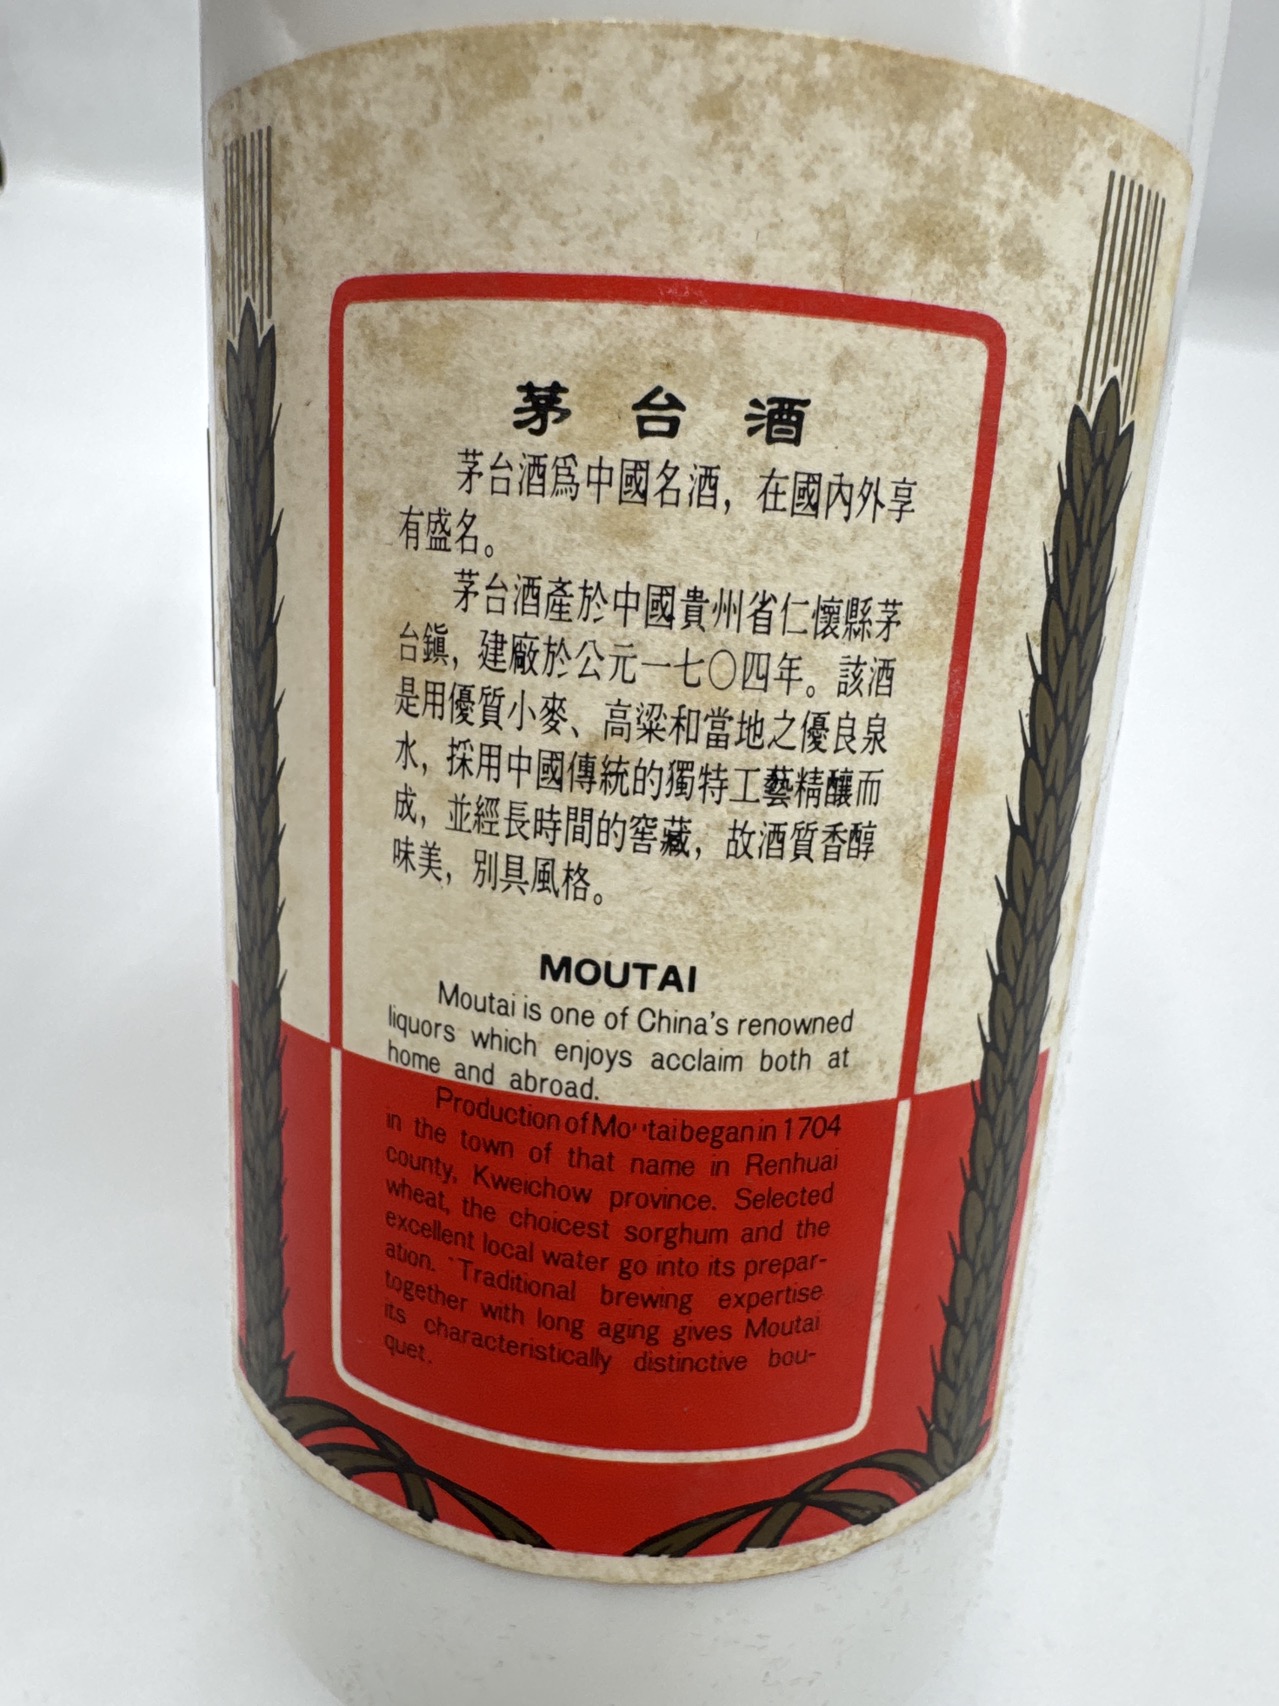 茅台酒
茅台酒爲中國名酒，在國內外享
有盛名。
茅台酒產於中國貴州省仁懷縣茅
台鎮，建廠於公元一七〇四年。該酒
是用優質小麥、高粱和當地之優良泉
水，採用中國傳統的獨特工藝精釀而
成，並經長時間的窖藏，故酒質香醇
味美，別具風格。
MOUTAI
Moutai is one of China's renowned
liquors which enjoys acclaim both at
home and abroad.
Production of Moutai began in 1704
in the town of that name in Renhuai
county, Kweichow province. Selected
wheat, the choicest sorghum and the
excellent local water go into its prepar-
ation. Traditional brewing expertise
together with long aging gives Moutai
its characteristically distinctive bou-
quet.